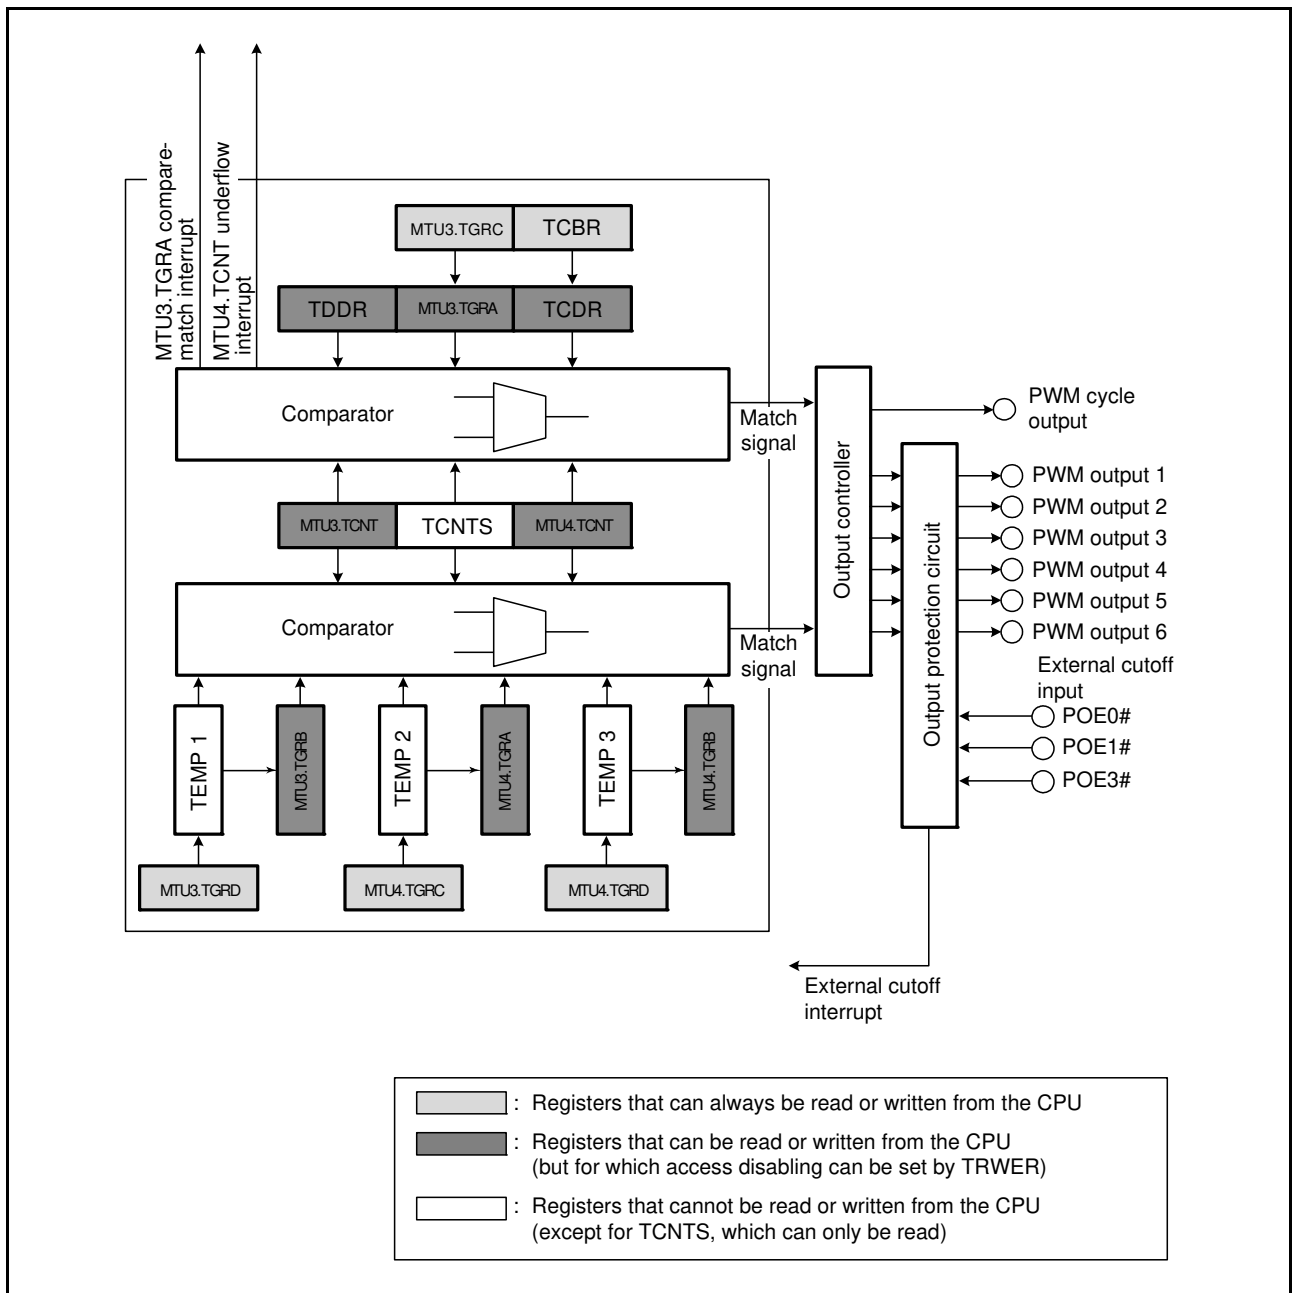 MTU3.TGRA compare-
match interrupt
MTU4.TCNT underflow
interrupt
MTU3.TGRC
TCBR
TDDR
MTU3.TGRA
TCDR
Comparator
Match
signal
MTU3.TCNT
TCNTS
MTU4.TCNT
Comparator
Match
signal
TEMP 1
MTU3.TGRB
TEMP 2
MTU4.TGRA
TEMP 3
MTU4.TGRB
MTU3.TGRD
MTU4.TGRC
MTU4.TGRD
Output controller
Output protection circuit
PWM cycle
output
PWM output 1
PWM output 2
PWM output 3
PWM output 4
PWM output 5
PWM output 6
External cutoff
input
POE0#
POE1#
POE3#
External cutoff
interrupt
: Registers that can always be read or written from the CPU
: Registers that can be read or written from the CPU
(but for which access disabling can be set by TRWER)
: Registers that cannot be read or written from the CPU
(except for TCNTS, which can only be read)